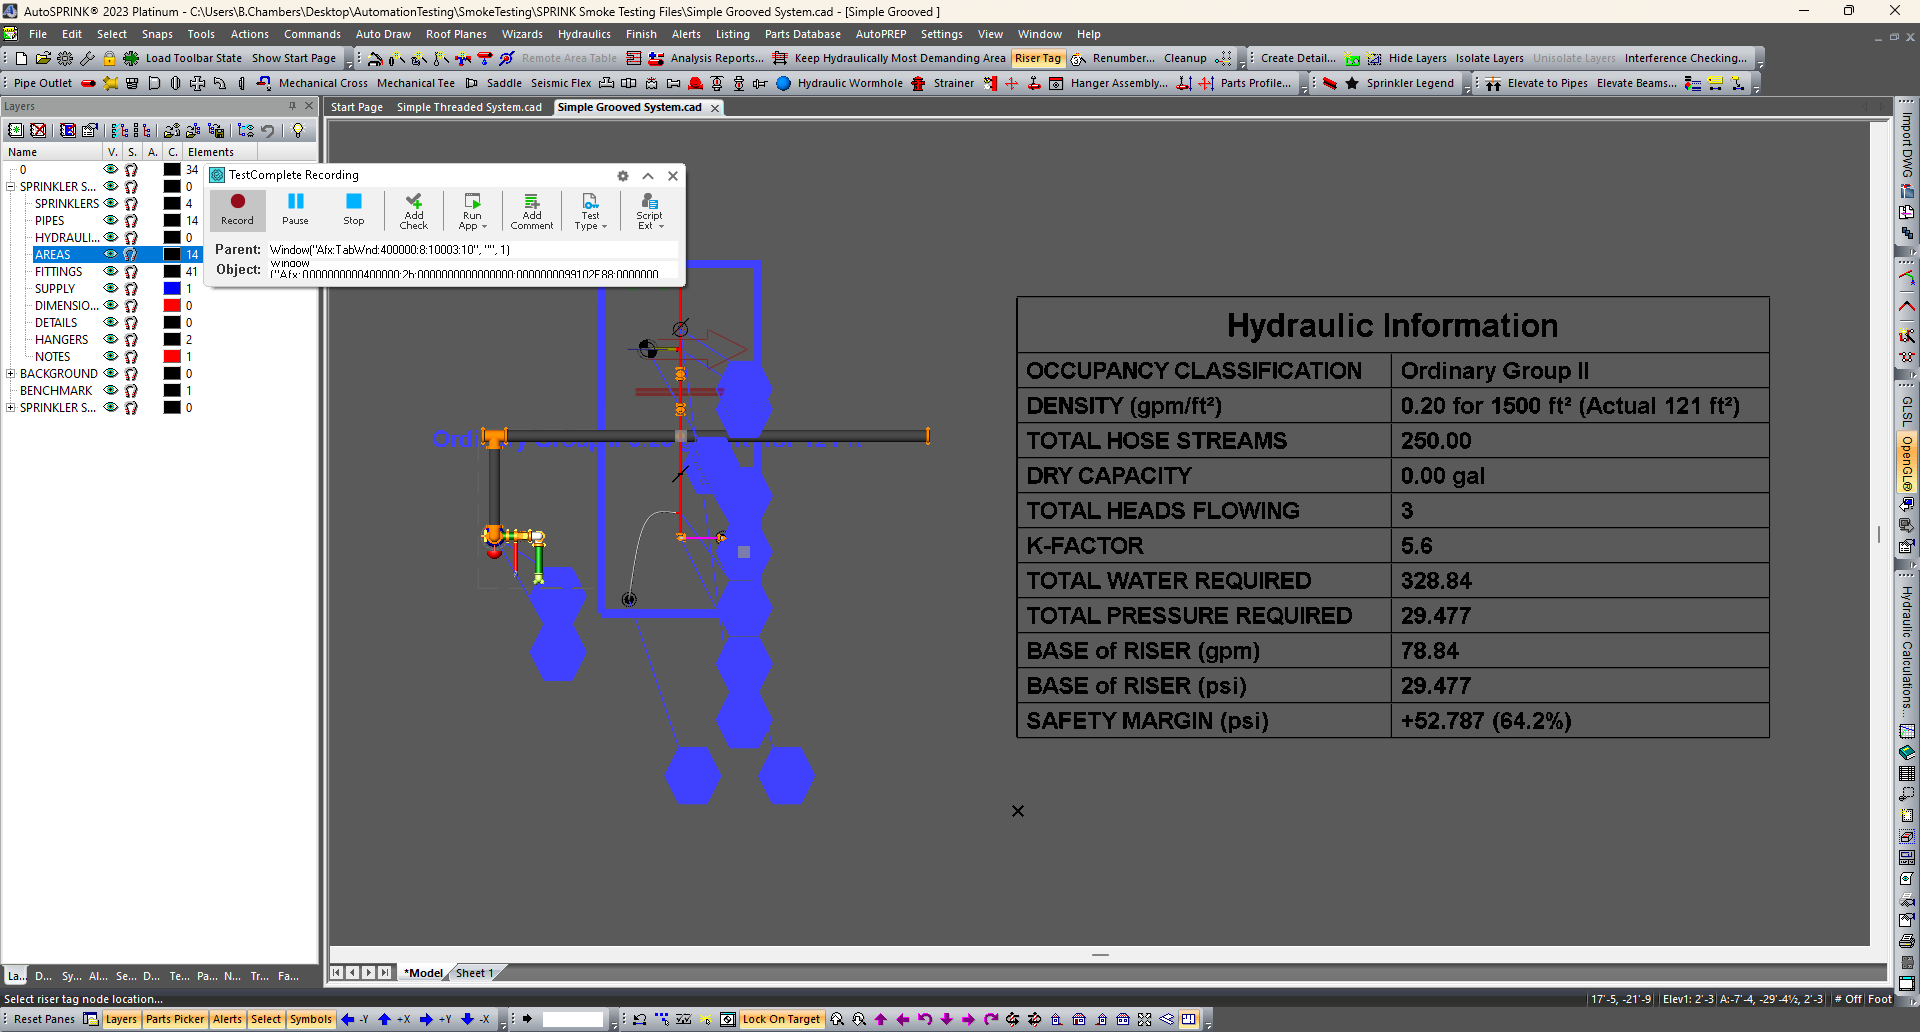 AutoSPRINK® 2023 Platinum - C:\Users\B.Chambers\Desktop\AutomationTesting\SmokeTesting\SPRINK Smoke Testing Files\Simple Grooved System.cad - [Simple Grooved ]
File Edit Select Snaps Tools Actions Commands Auto Draw Roof Planes Wizards Hydraulics Finish Alerts Listing Parts Database AutoPREP Settings View Window Help
Load Toolbar State Show Start Page Remote Area Table Analysis Reports... Keep Hydraulically Most Demanding Area Riser Tag Renumber... Cleanup Create Detail... Hide Layers Isolate Layers Unisolate Layers Interference Checking...
Pipe Outlet Mechanical Cross Mechanical Tee Saddle Seismic Flex Hydraulic Wormhole Strainer Hanger Assembly... Parts Profile... Sprinkler Legend Elevate to Pipes Elevate Beams...
Layers
Start Page Simple Threaded System.cad Simple Grooved System.cad
Name V. S. A. C. Elements
0 34
SPRINKLER S... 0
SPRINKLERS 4
PIPES 14
HYDRAULI... 0
AREAS 14
FITTINGS 41
SUPPLY 1
DIMENSIO... 0
DETAILS 0
HANGERS 2
NOTES 1
BACKGROUND 0
BENCHMARK 1
SPRINKLER S... 0
TestComplete Recording
Record Pause Stop Add Check Run App Add Comment Test Type Script Ext
Parent: Window("Afx:TabWnd:400000:8:10003:10", "", 1)
Object: Window
("Afx:0000000000400000:2b:0000000000000000:0000000099102E88:0000000
Hydraulic Information
OCCUPANCY CLASSIFICATION Ordinary Group II
DENSITY (gpm/ft²) 0.20 for 1500 ft² (Actual 121 ft²)
TOTAL HOSE STREAMS 250.00
DRY CAPACITY 0.00 gal
TOTAL HEADS FLOWING 3
K-FACTOR 5.6
TOTAL WATER REQUIRED 328.84
TOTAL PRESSURE REQUIRED 29.477
BASE of RISER (gpm) 78.84
BASE of RISER (psi) 29.477
SAFETY MARGIN (psi) +52.787 (64.2%)
Import DWG
GLSL
OpenGL®
Hydraulic Calculations...
*Model Sheet 1
La... D... Sy... Al... Se... D... Te... Pa... N... Tr... Fa...
Select riser tag node location...
17'-5, -21'-9 Elev1: 2'-3 A:-7'-4, -29'-4½, 2'-3 # Off Foot
Reset Panes Layers Parts Picker Alerts Select Symbols -Y +X +Y -X Lock On Target